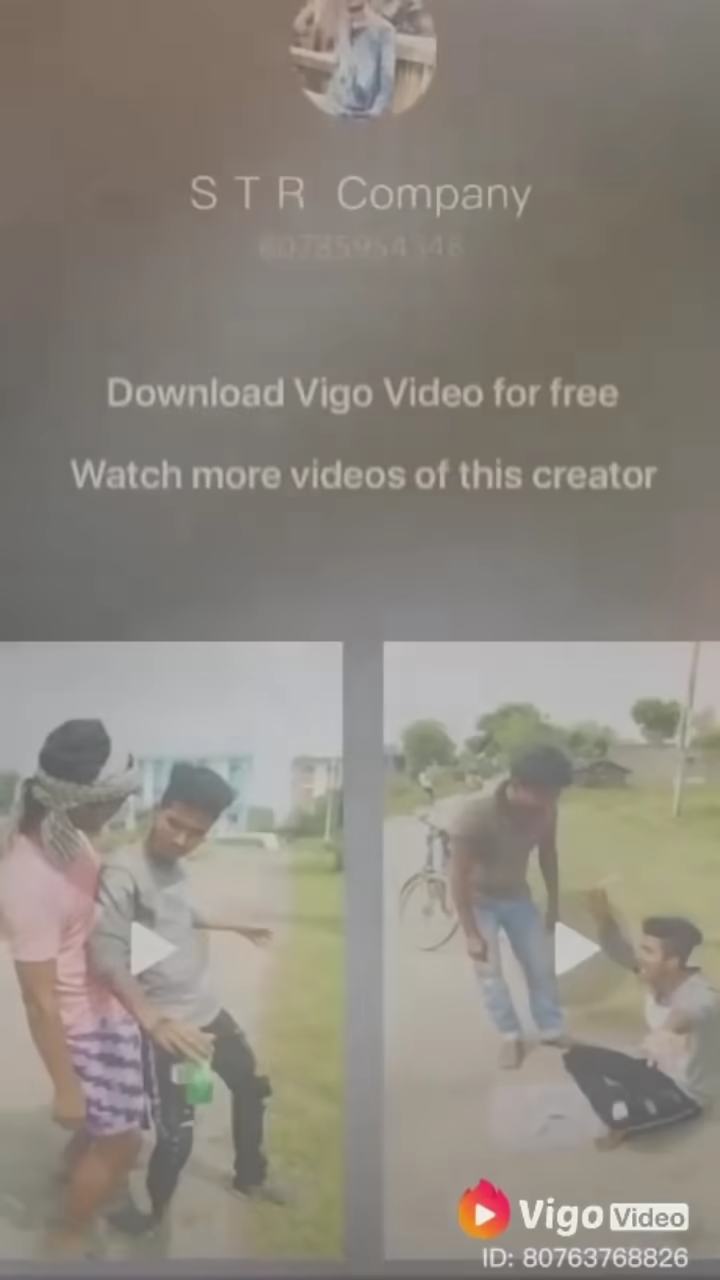 S T R Company
Download Vigo Video for free
Watch more videos of this creator
Vigo Video
ID: 80763768826